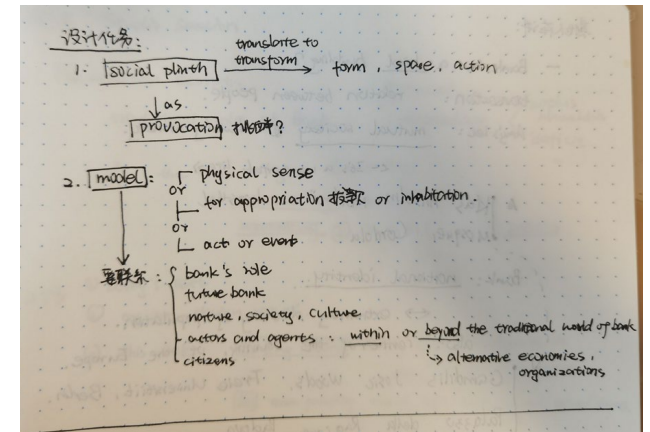 设计任务:
1. social plinth translate to transform form, space, action
as
provocation 挑衅?
2. model: physical sense
or
for appropriation 拨款 or inhabitation.
or
act or event
要联系: bank's role
future bank
nature, society, culture
actors and agents: within or beyond the traditional world of bank
citizens alternative economies,
organizations